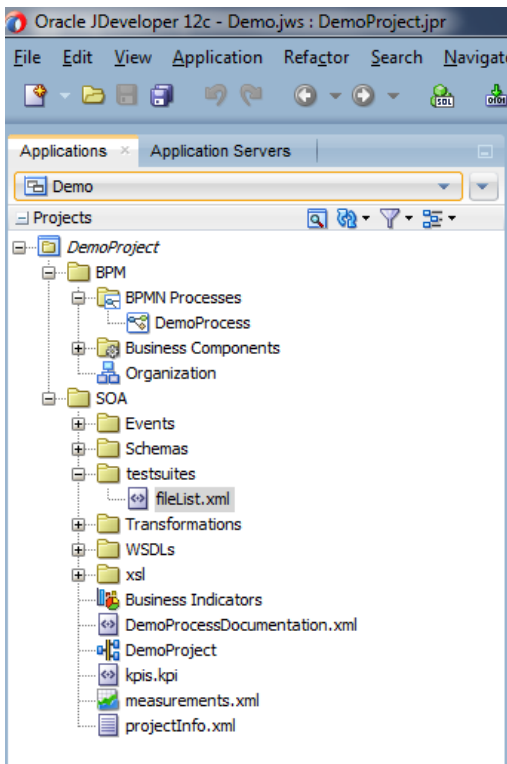 Oracle JDeveloper 12c - Demo.jws : DemoProject.jpr
File Edit View Application Refactor Search Navigat
Applications Application Servers
Demo
Projects
DemoProject
BPM
BPMN Processes
DemoProcess
Business Components
Organization
SOA
Events
Schemas
testsuites
fileList.xml
Transformations
WSDLs
xsl
Business Indicators
DemoProcessDocumentation.xml
DemoProject
kpis.kpi
measurements.xml
projectInfo.xml